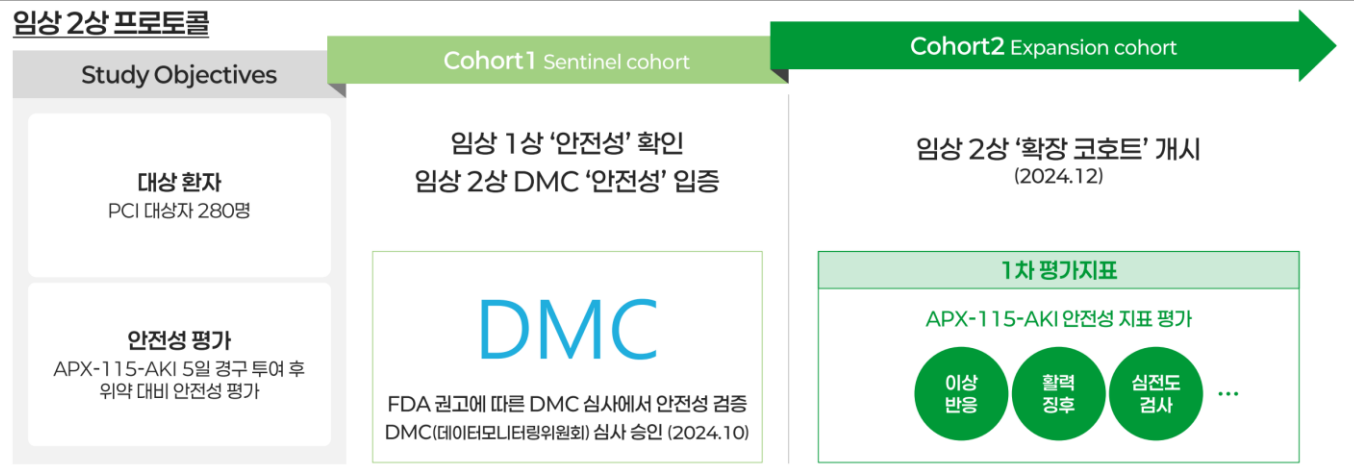 임상 2상 프로토콜
Study Objectives
대상 환자
PCI 대상자 280명
안전성 평가
APX-115-AKI 5일 경구 투여 후
위약 대비 안전성 평가
Cohort1 Sentinel cohort
임상 1상 ‘안전성’ 확인
임상 2상 DMC ‘안전성’ 입증
DMC
FDA 권고에 따른 DMC 심사에서 안전성 검증
DMC(데이터모니터링위원회) 심사 승인 (2024.10)
Cohort2 Expansion cohort
임상 2상 ‘확장 코호트’ 개시
(2024.12)
1차 평가지표
APX-115-AKI 안전성 지표 평가
이상
반응
활력
징후
심전도
검사
...